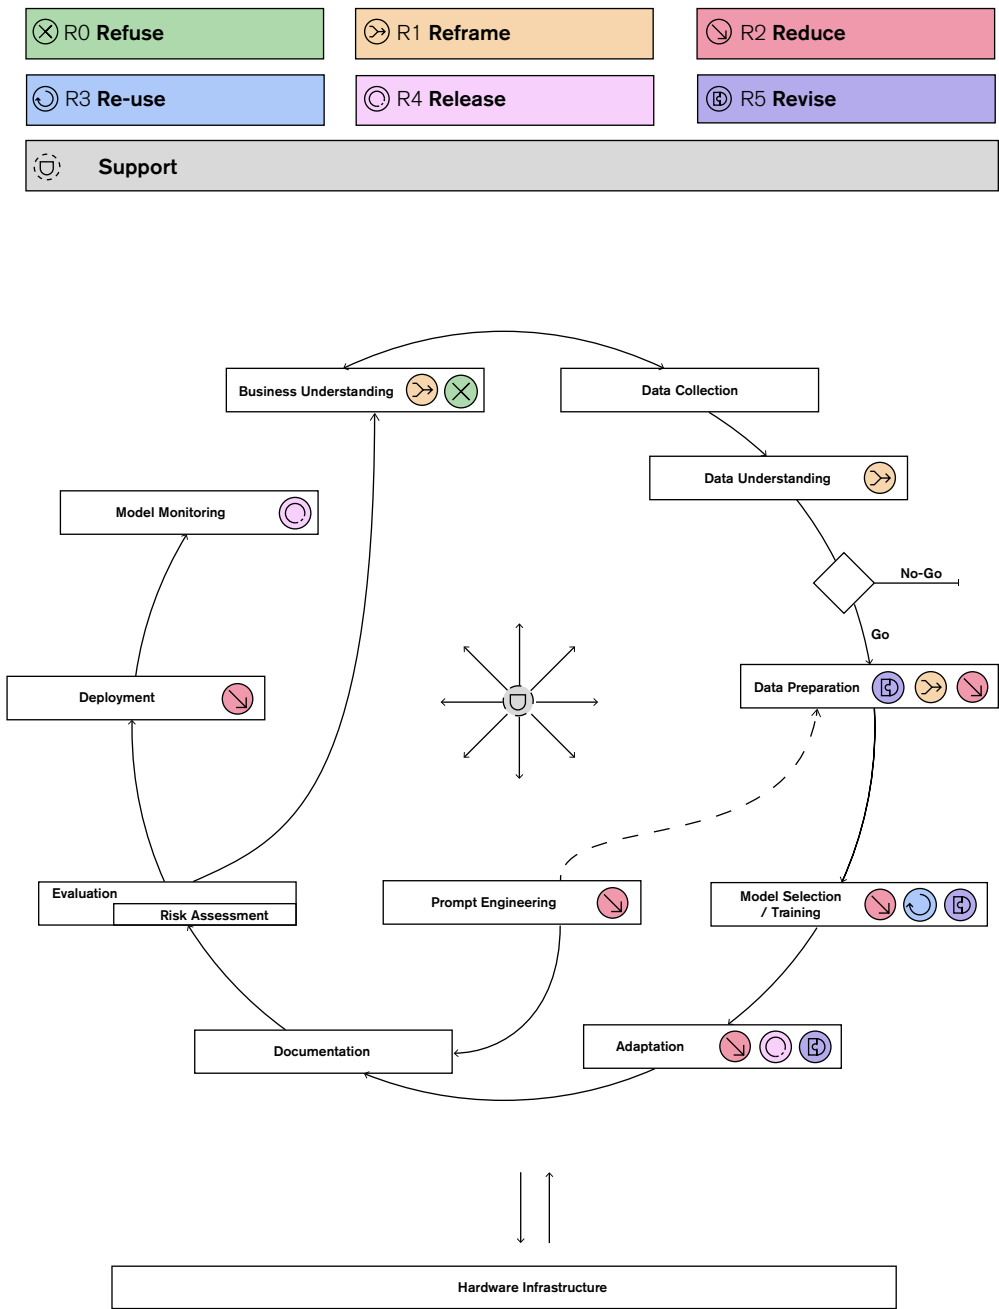 R0 Refuse
R1 Reframe
R2 Reduce
R3 Re-use
R4 Release
R5 Revise
Support
Business Understanding
Data Collection
Data Understanding
Model Monitoring
No-Go
Go
Deployment
Data Preparation
Evaluation
Risk Assessment
Prompt Engineering
Model Selection
/ Training
Documentation
Adaptation
Hardware Infrastructure